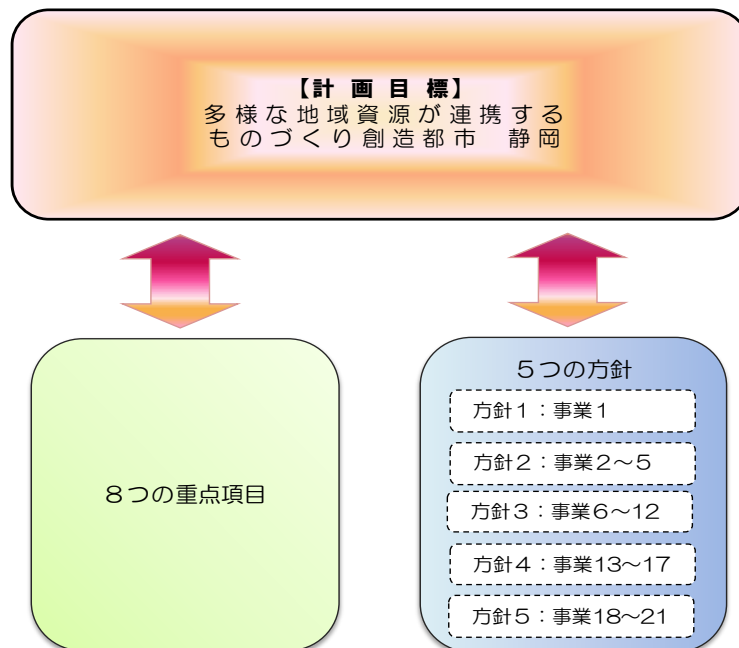 【計 画 目 標】
多様な地域資源が連携する
ものづくり創造都市　静岡
８つの重点項目
５つの方針
方針１：事業１
方針２：事業２～５
方針３：事業６～12
方針４：事業13～17
方針５：事業18～21